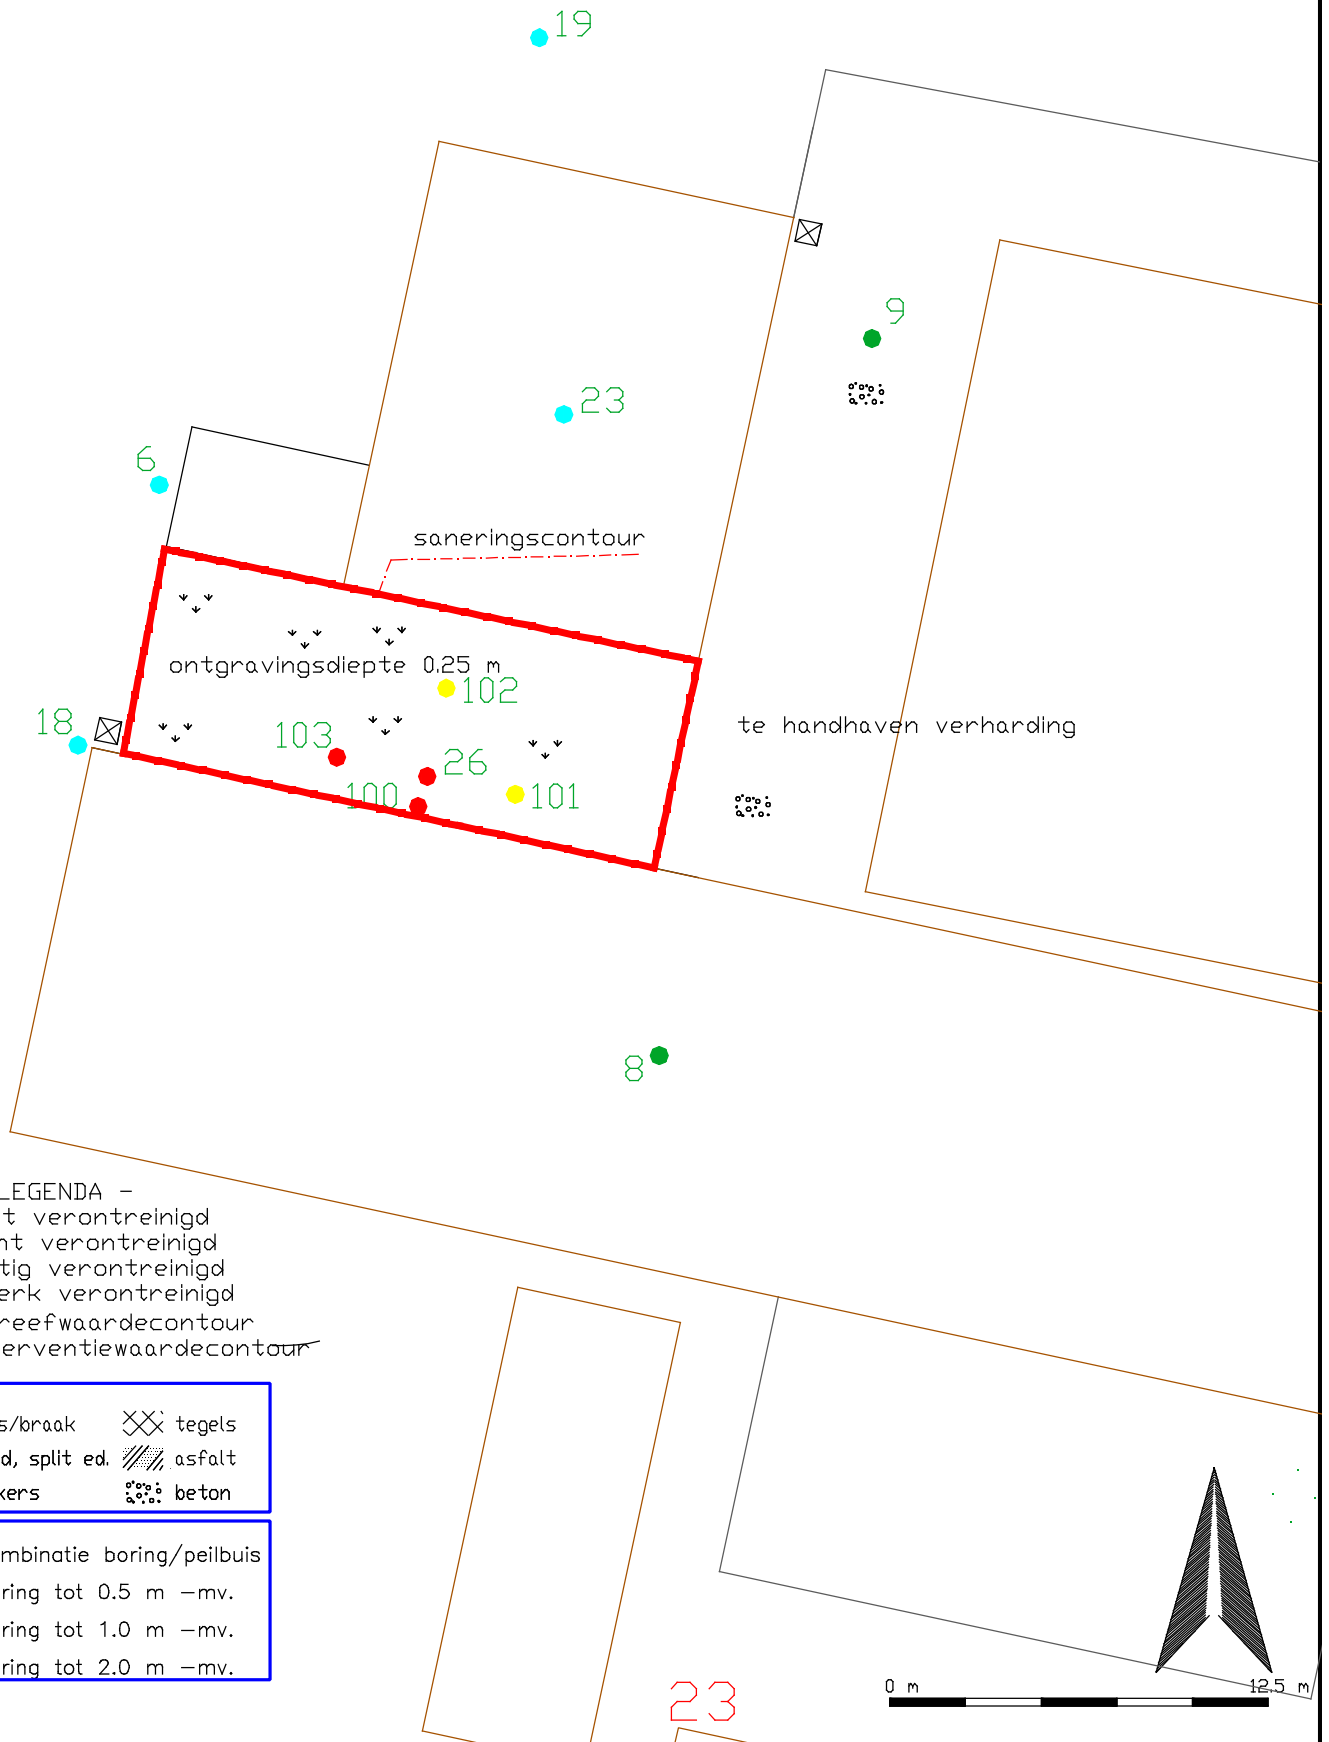 19
9
23
6
saneringscontour
ontgravingsdiepte 0.25 m
102
18
103
te handhaven verharding
26
100
101
8
LEGENDA -
t verontreinigd
nt verontreinigd
tig verontreinigd
erk verontreinigd
reefwaardecontour
erventiewaardecontour
s/braak tegels
d, split ed. asfalt
kers beton
mbinatie boring/peilbuis
ring tot 0.5 m -mv.
ring tot 1.0 m -mv.
ring tot 2.0 m -mv.
23
0 m 12.5 m